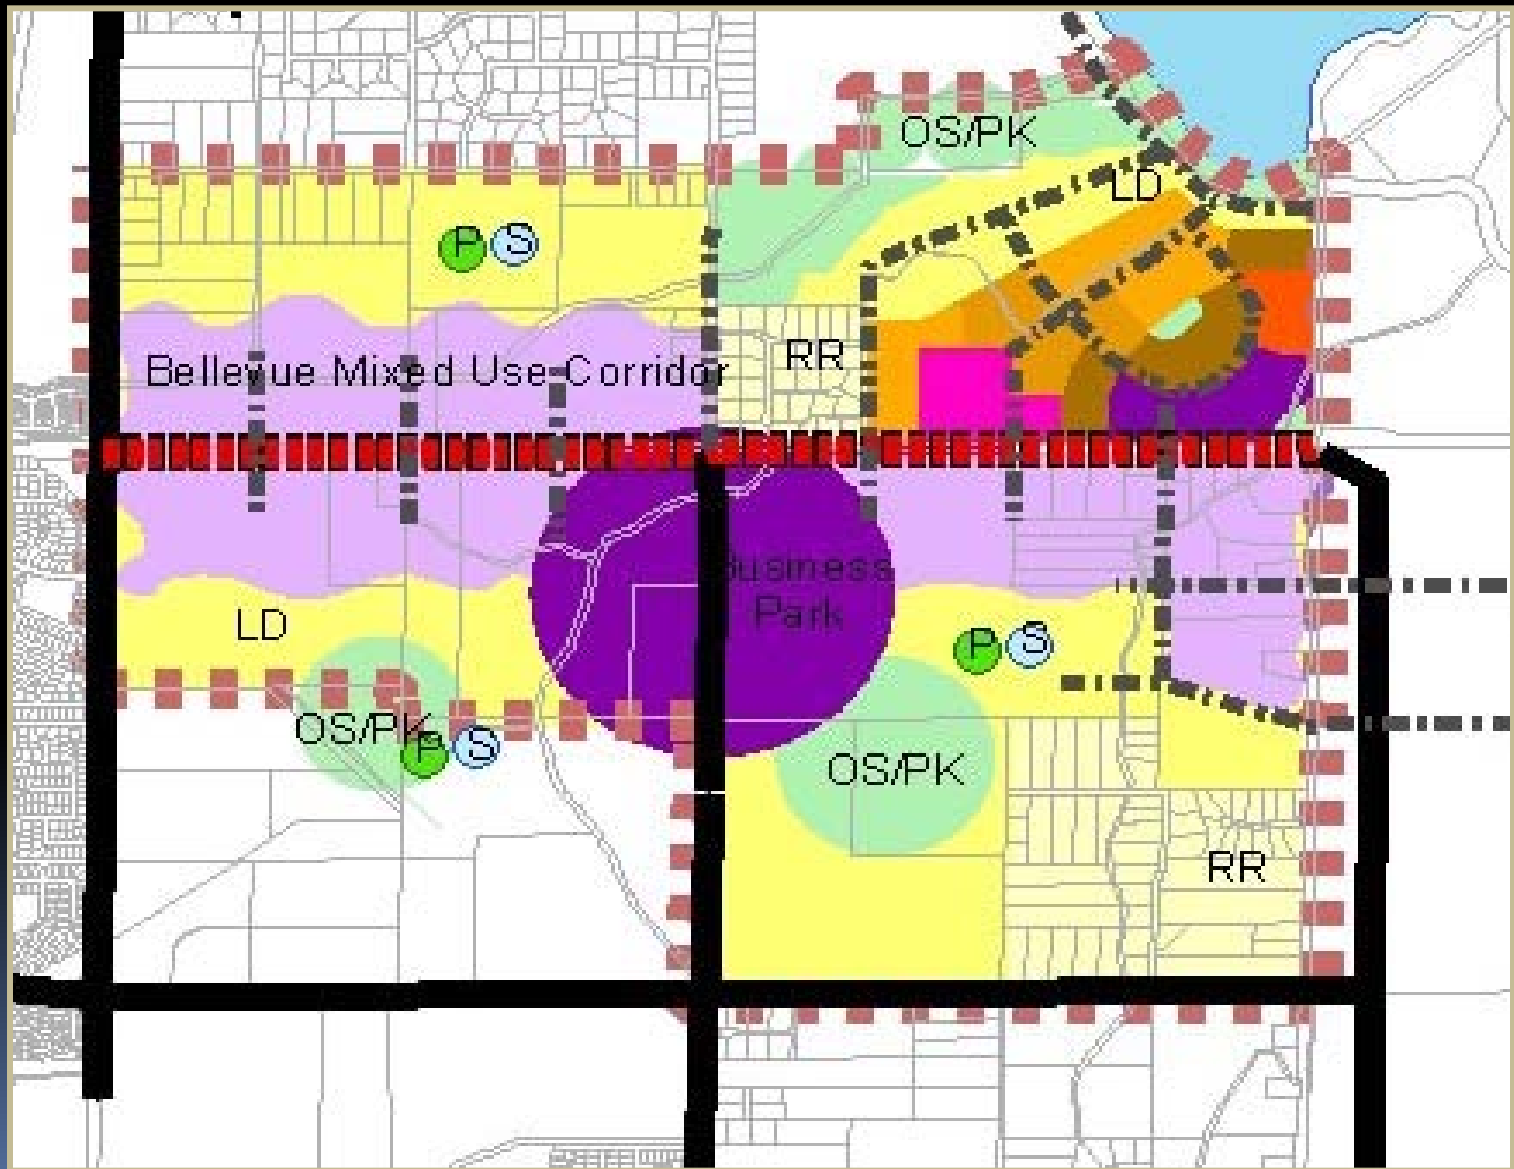 OS/PK
LD
P S
RR
Bellevue Mixed Use Corridor
Business
Park
LD
P S
OS/PK
P S
OS/PK
RR